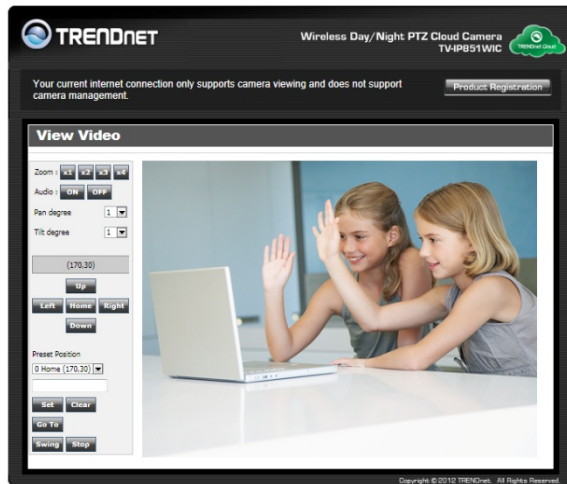 TRENDNET
Wireless Day/Night PTZ Cloud Camera
TV-IP851WIC
TRENDnet Cloud
Your current internet connection only supports camera viewing and does not support
camera management.
Product Registration
View Video
Zoom : x1 x2 x3 x4
Audio : ON OFF
Pan degree 1
Tilt degree 1
(170,30)
Up
Left Home Right
Down
Preset Position
0 Home (170,30)
Set Clear
Go To
Swing Stop
Copyright © 2012 TRENDnet. All Rights Reserved.